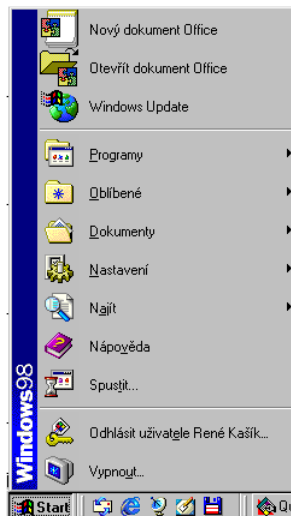 Nový dokument Office
Otevřít dokument Office
Windows Update
Programy
Oblíbené
Dokumenty
Nastavení
Najít
Nápověda
Spustit...
Odhlásit uživatele René Kašík...
Vypnout...
Windows98
Start
Qu